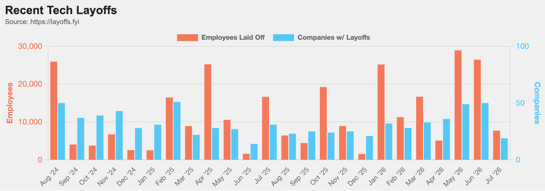 Recent Tech Layoffs
Source: https://layoffs.fyi
Employees Laid Off Companies w/ Layoffs
30,000 100
20,000
50
10,000
0 0
Employees
Companies
Aug '24 Sep '24 Oct '24 Nov '24 Dec '24 Jan '25 Feb '25 Mar '25 Apr '25 May '25 Jun '25 Jul '25 Aug '25 Sep '25 Oct '25 Nov '25 Dec '25 Jan '26 Feb '26 Mar '26 Apr '26 May '26 Jun '26 Jul '26